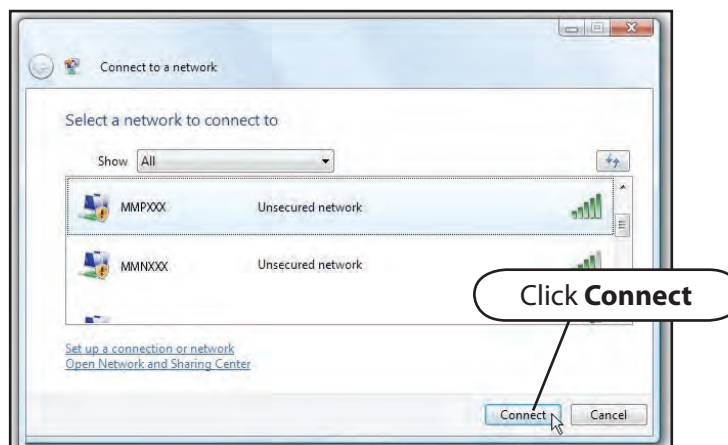 Connect to a network
Select a network to connect to
Show All
MMPXXX Unsecured network
MMNXXX Unsecured network
Click Connect
Set up a connection or network
Open Network and Sharing Center
Connect Cancel